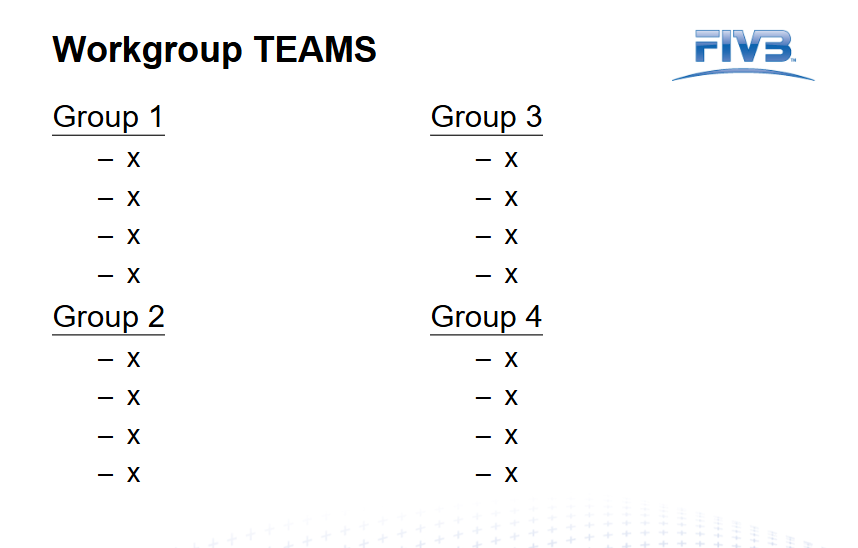 Workgroup TEAMS
FIVB
Group 1
– x
– x
– x
– x
Group 2
– x
– x
– x
– x
Group 3
– x
– x
– x
– x
Group 4
– x
– x
– x
– x